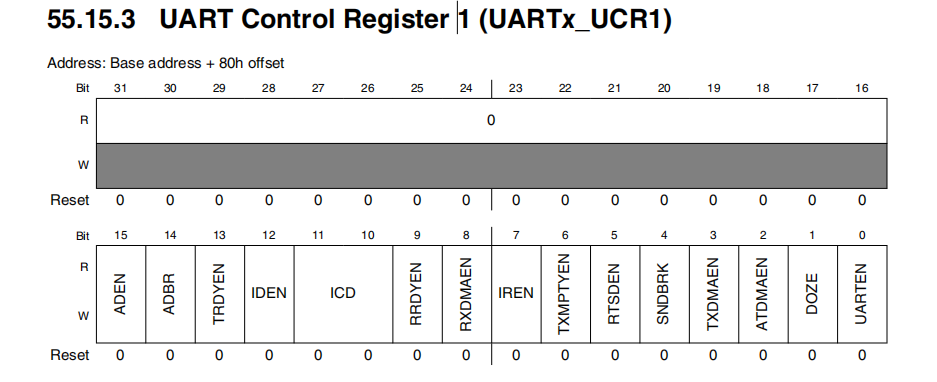 55.15.3 UART Control Register 1 (UARTx_UCR1)
Address: Base address + 80h offset
Bit 31 30 29 28 27 26 25 24 23 22 21 20 19 18 17 16
R 0
W
Reset 0 0 0 0 0 0 0 0 0 0 0 0 0 0 0 0
Bit 15 14 13 12 11 10 9 8 7 6 5 4 3 2 1 0
R
W
ADEN ADBR TRDYEN IDEN ICD RRDYEN RXDMAEN IREN TXMPTYEN RTSDEN SNDBRK TXDMAEN ATDMAEN DOZE UARTEN
Reset 0 0 0 0 0 0 0 0 0 0 0 0 0 0 0 0